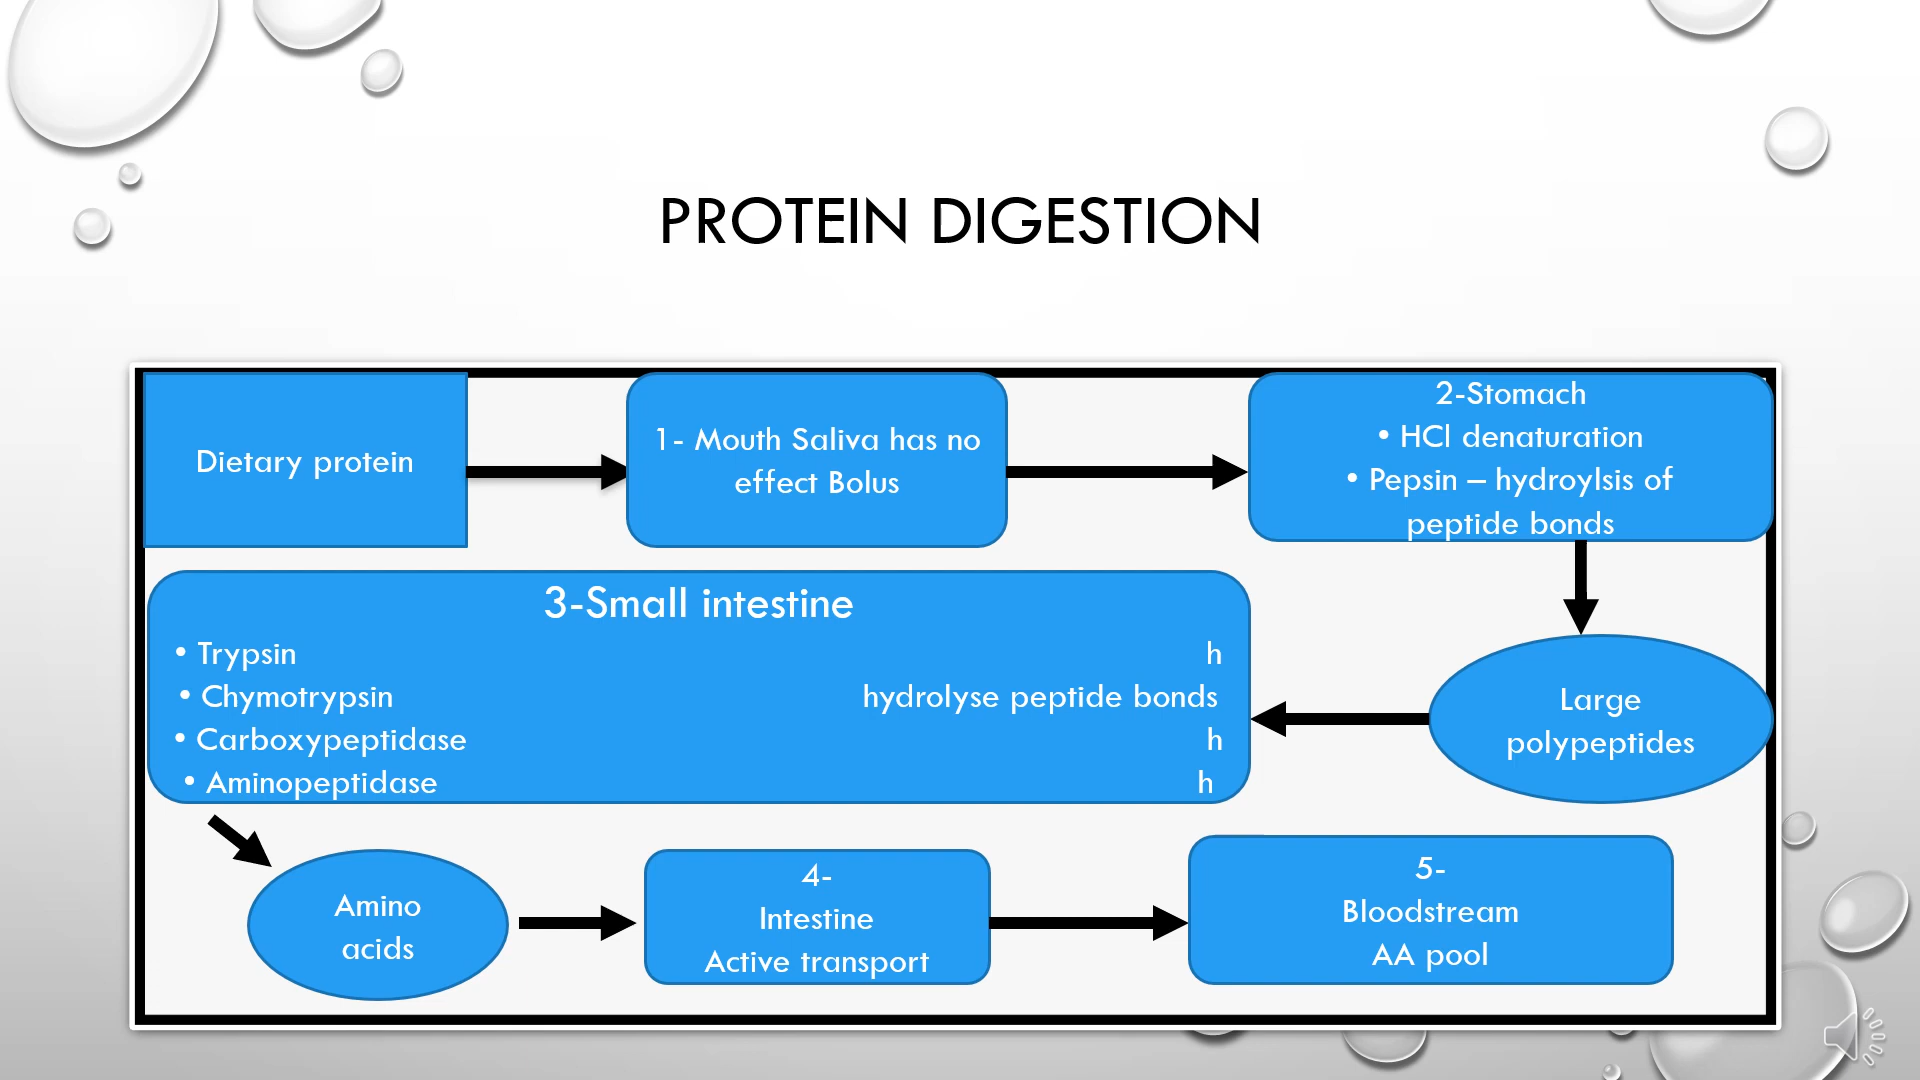 PROTEIN DIGESTION
Dietary protein
1- Mouth Saliva has no
effect Bolus
2-Stomach
• HCl denaturation
• Pepsin – hydroylsis of
peptide bonds
Large
polypeptides
3-Small intestine
• Trypsin h
• Chymotrypsin hydrolyse peptide bonds
• Carboxypeptidase h
• Aminopeptidase h
Amino
acids
4-
Intestine
Active transport
5-
Bloodstream
AA pool